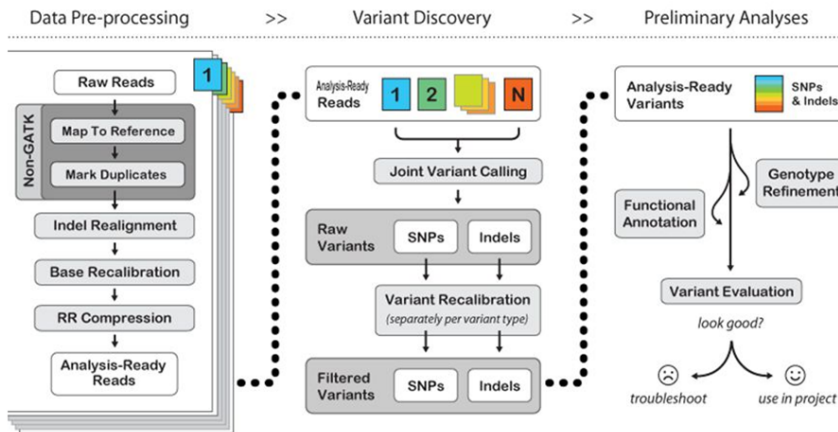 Data Pre-processing >> Variant Discovery >> Preliminary Analyses
Raw Reads
1
Non-GATK
Map To Reference
Mark Duplicates
Indel Realignment
Base Recalibration
RR Compression
Analysis-Ready
Reads
Analysis-Ready
Reads
1 2 N
Joint Variant Calling
Raw
Variants
SNPs Indels
Variant Recalibration
(separately per variant type)
Filtered
Variants
SNPs Indels
Analysis-Ready
Variants
SNPs
& Indels
Genotype
Refinement
Functional
Annotation
Variant Evaluation
look good?
troubleshoot use in project